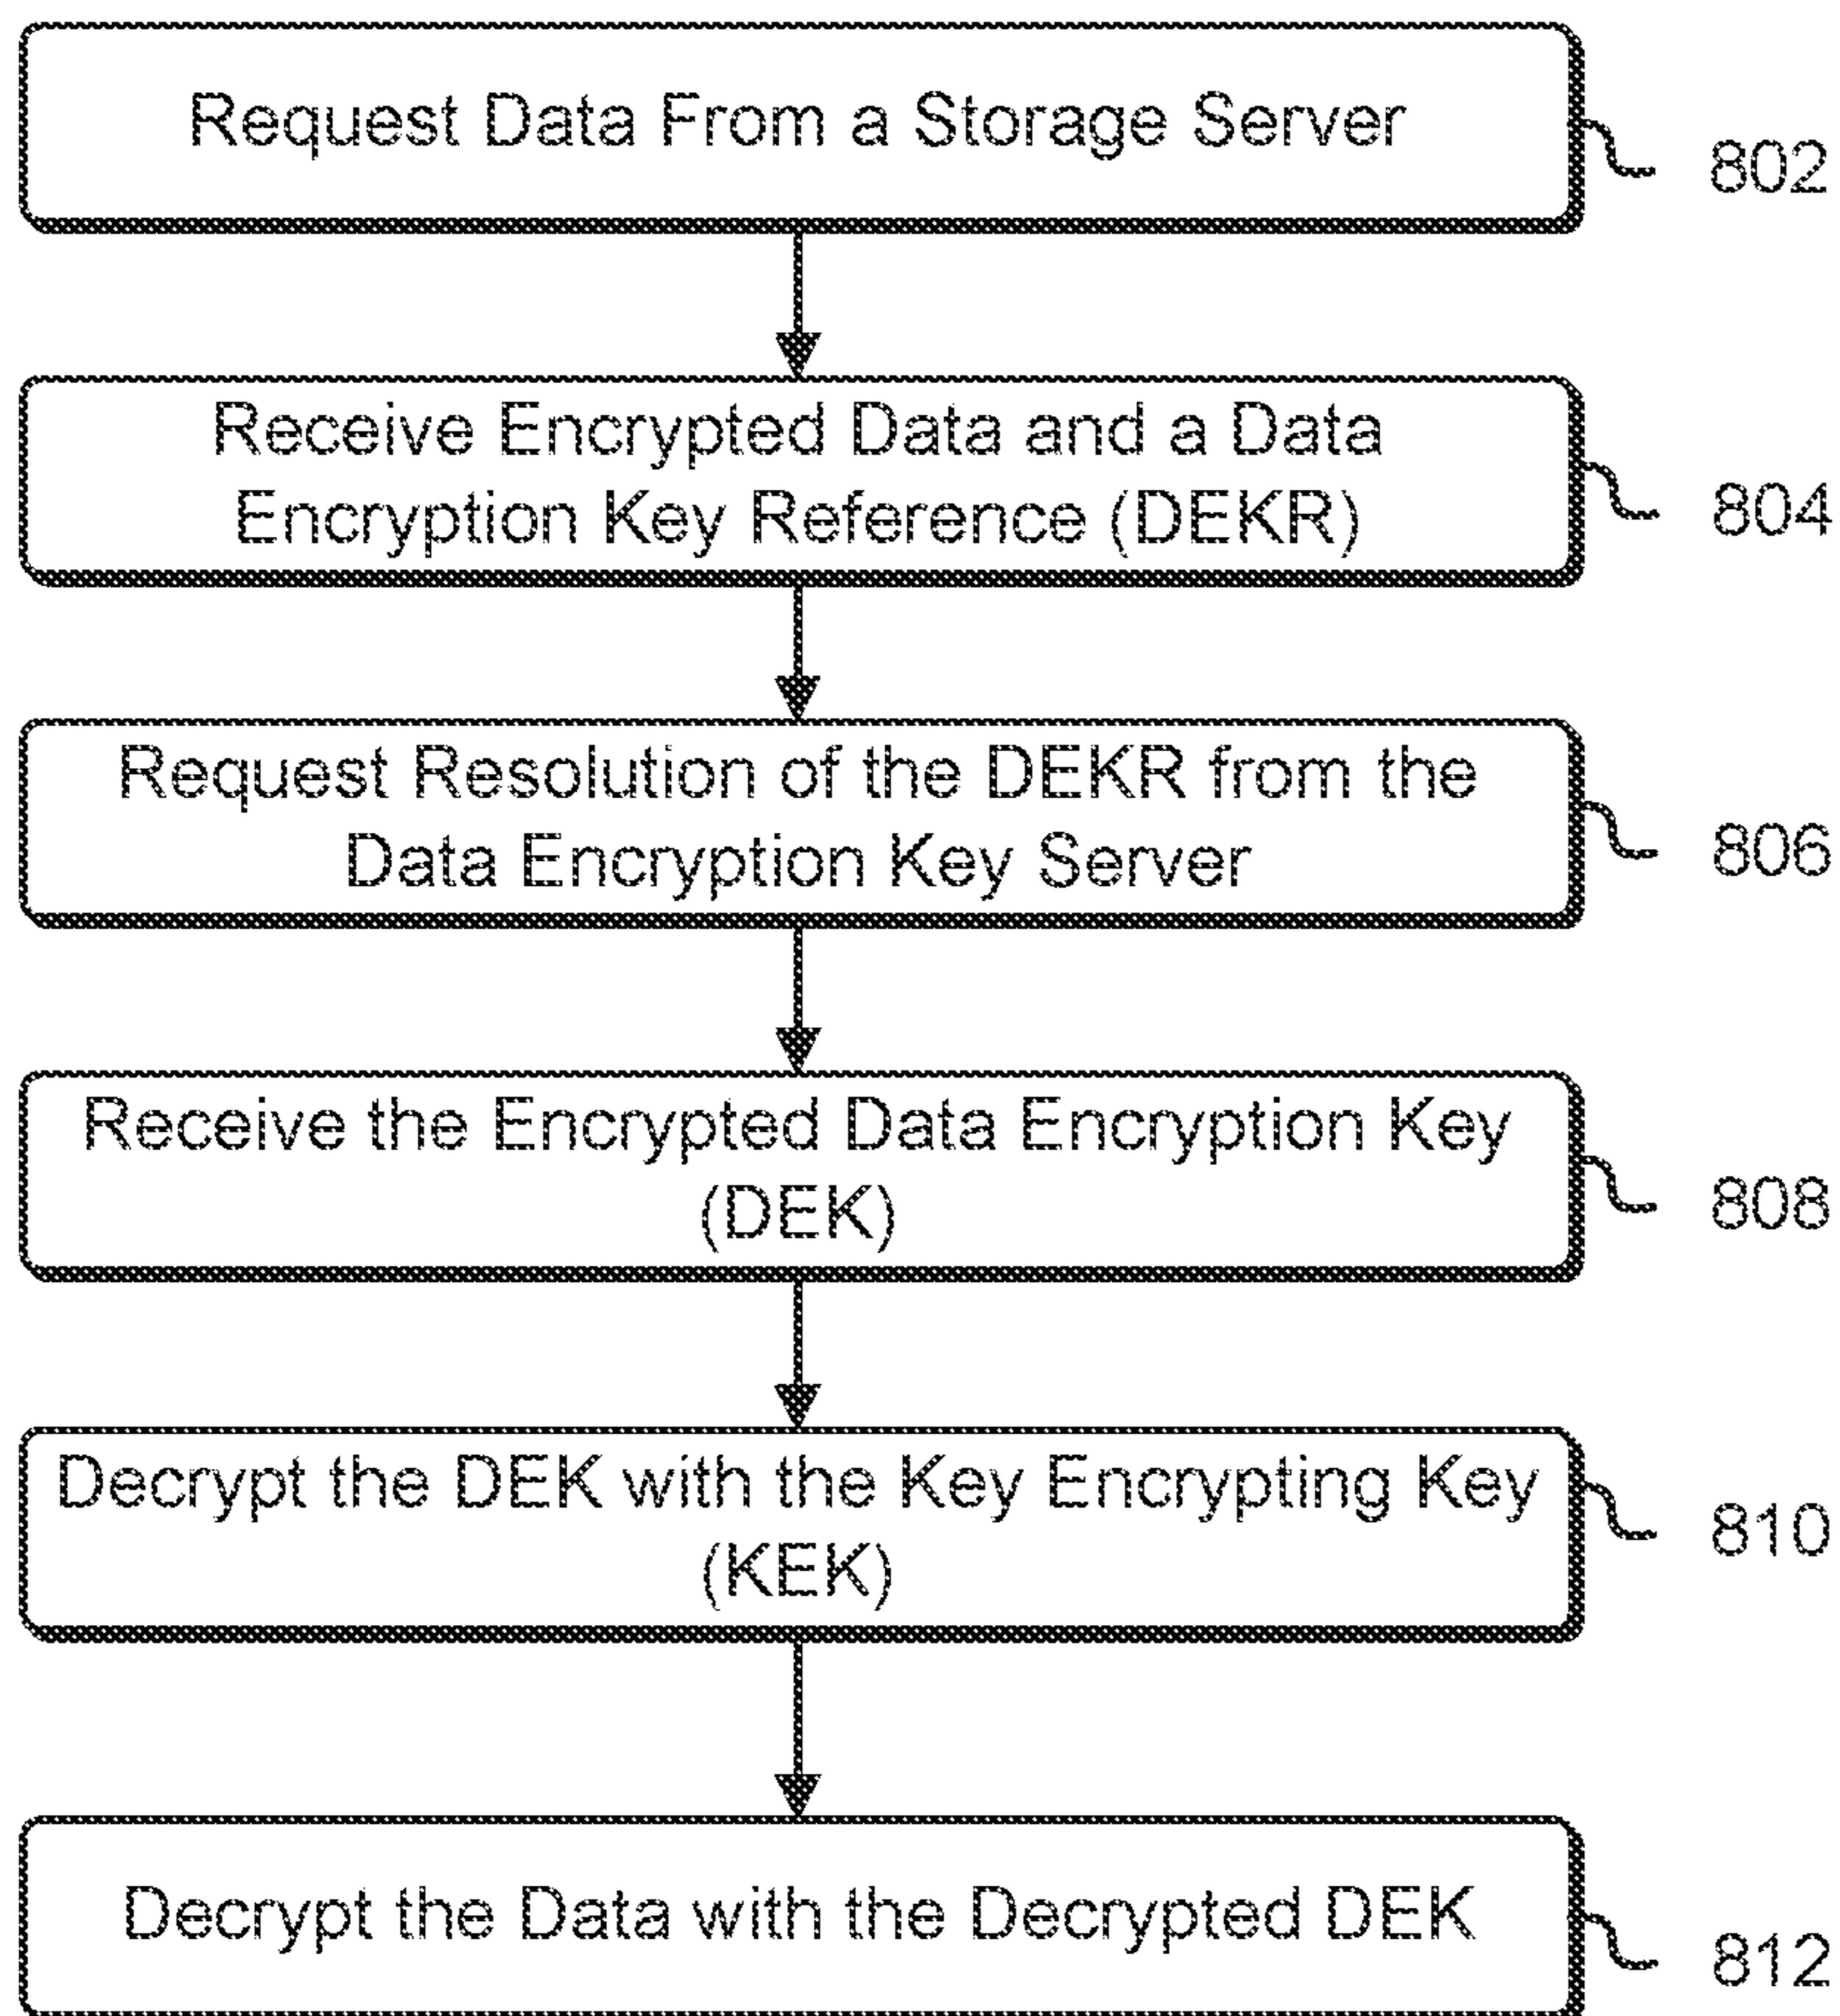 Request Data From a Storage Server
802
Receive Encrypted Data and a Data
Encryption Key Reference (DEKR)
804
Request Resolution of the DEKR from the
Data Encryption Key Server
806
Receive the Encrypted Data Encryption Key
(DEK)
808
Decrypt the DEK with the Key Encrypting Key
(KEK)
810
Decrypt the Data with the Decrypted DEK
812